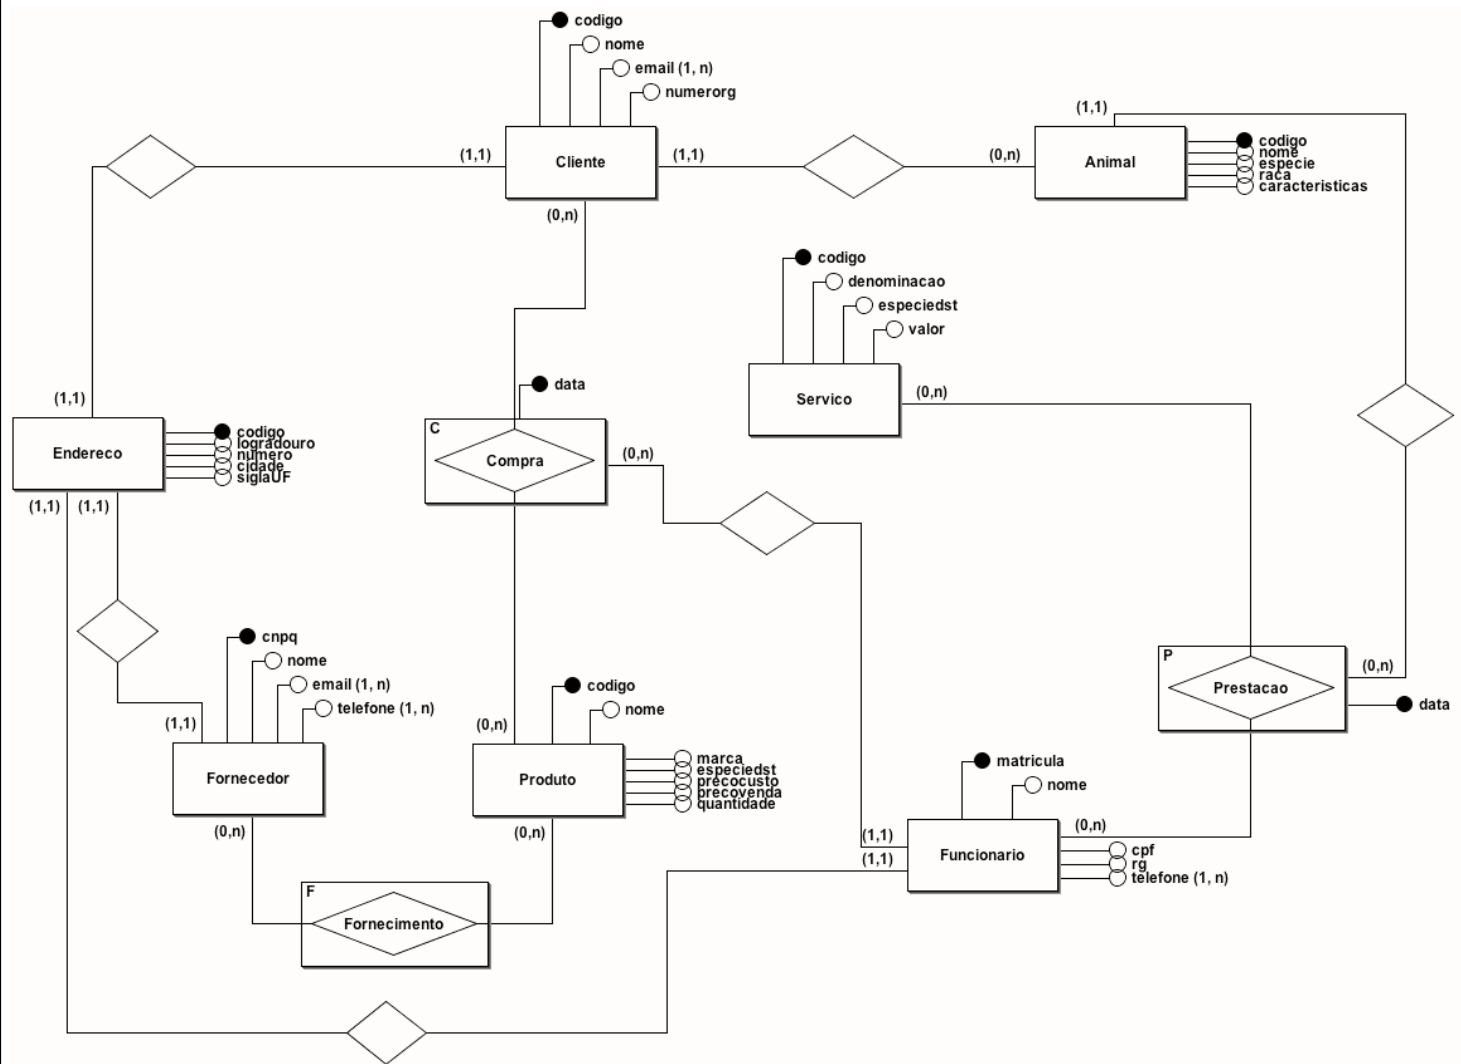 codigo
nome
email (1, n)
numerorg
(1,1)
Cliente
(1,1)
(0,n)
(0,n)
(1,1)
Animal
codigo
nome
especie
raca
caracteristicas
codigo
denominacao
especiedst
valor
Servico
(0,n)
(1,1)
Endereco
codigo
logradouro
numero
cidade
siglaUF
(1,1)
(1,1)
data
C
Compra
(0,n)
cnpq
nome
email (1, n)
telefone (1, n)
(1,1)
Fornecedor
(0,n)
codigo
nome
(0,n)
Produto
marca
especiedst
precocusto
precovenda
quantidade
(0,n)
P
Prestacao
(0,n)
data
matricula
nome
(1,1)
(1,1)
Funcionario
(0,n)
cpf
rg
telefone (1, n)
F
Fornecimento